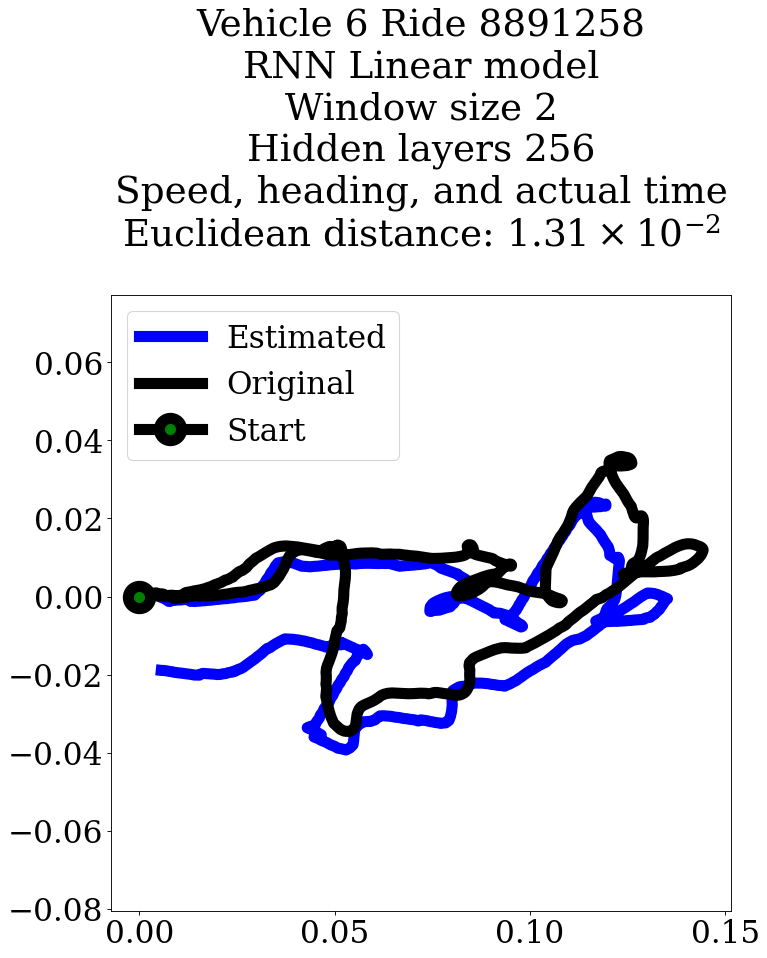 Vehicle 6 Ride 8891258
RNN Linear model
Window size 2
Hidden layers 256
Speed, heading, and actual time
Euclidean distance: 1.31 × 10⁻²
Estimated
Original
Start
0.06
0.04
0.02
0.00
−0.02
−0.04
−0.06
−0.08
0.00 0.05 0.10 0.15